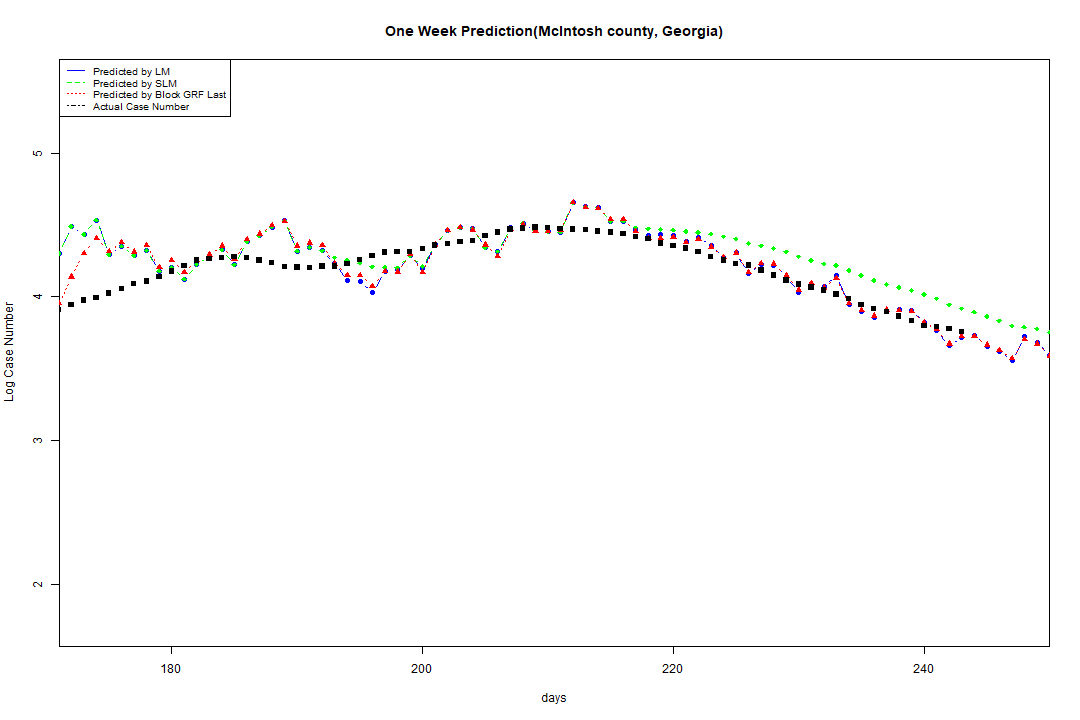 One Week Prediction(McIntosh county, Georgia)
Predicted by LM
Predicted by SLM
Predicted by Block GRF Last
Actual Case Number
5
4
3
2
Log Case Number
180
200
220
240
days